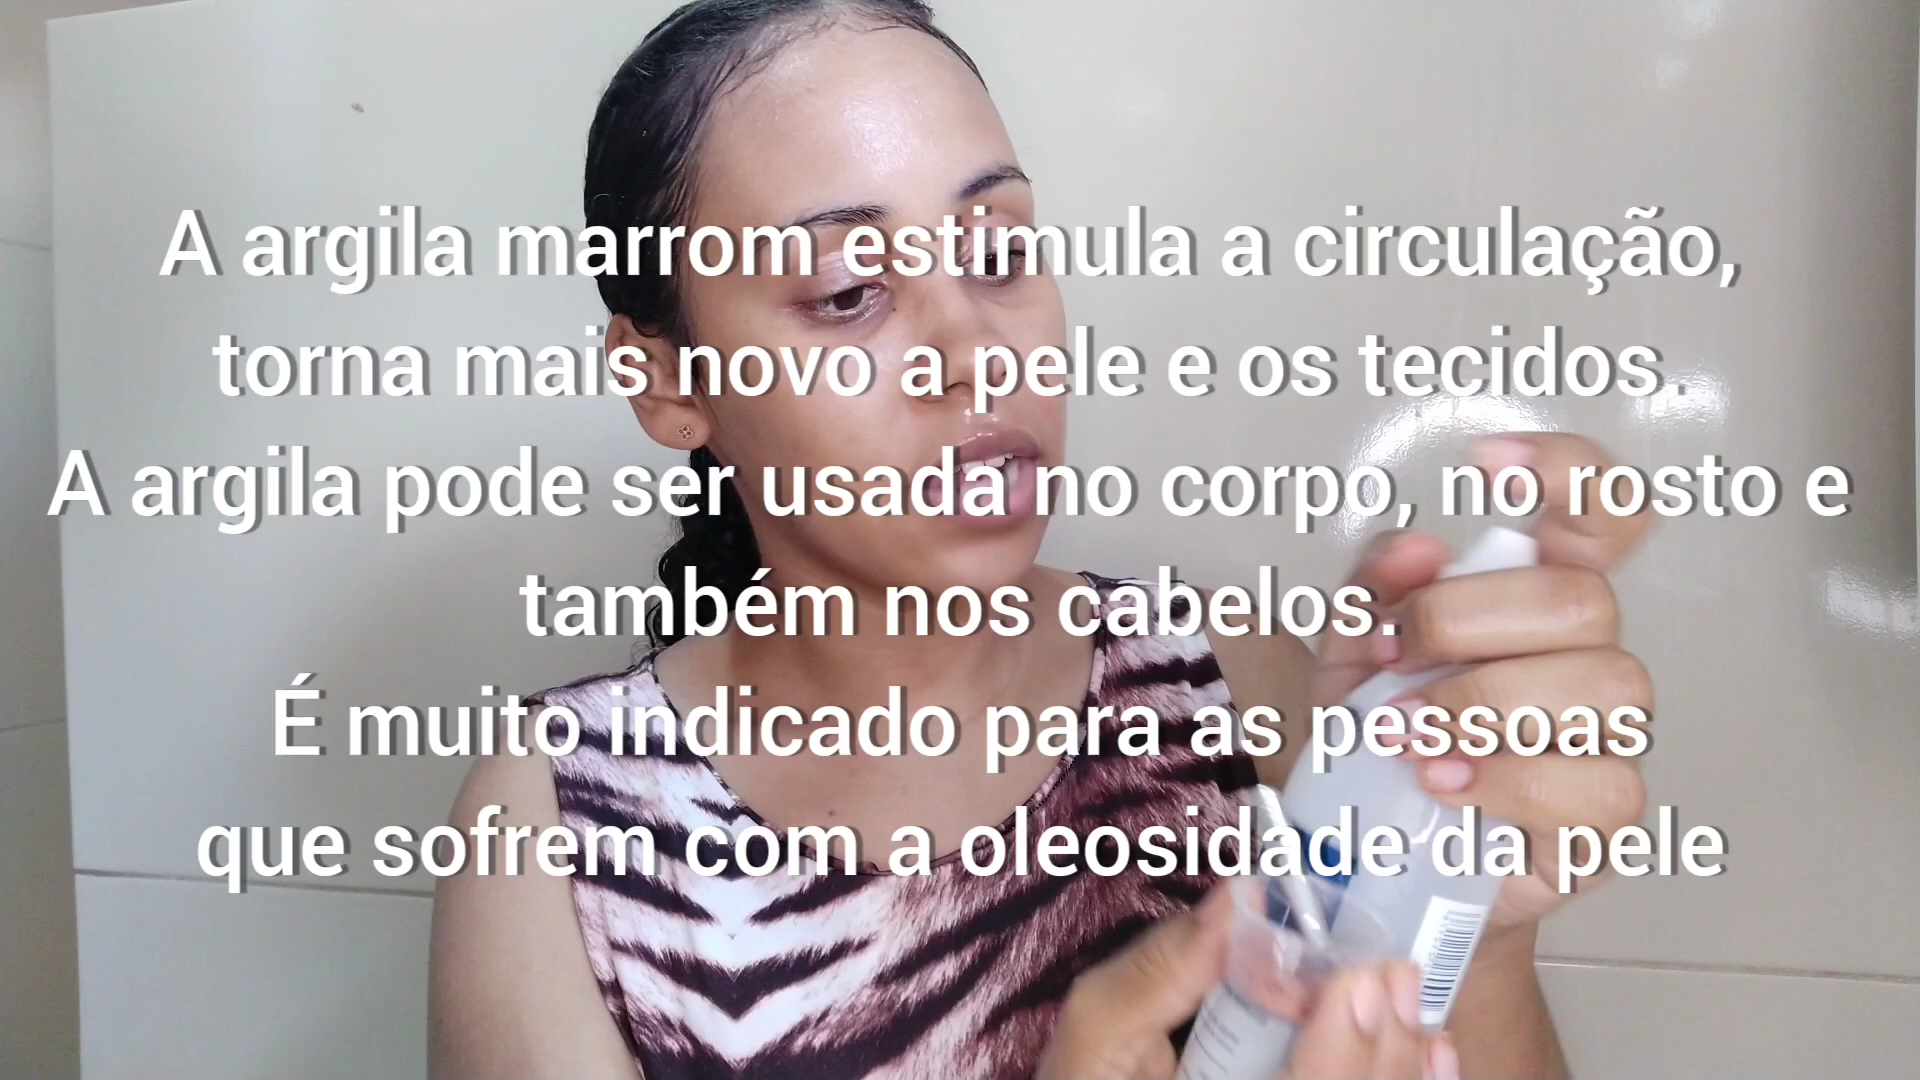 A argila marrom estimula a circulação,
torna mais novo a pele e os tecidos.
A argila pode ser usada no corpo, no rosto e
também nos cabelos.
É muito indicado para as pessoas
que sofrem com a oleosidade da pele